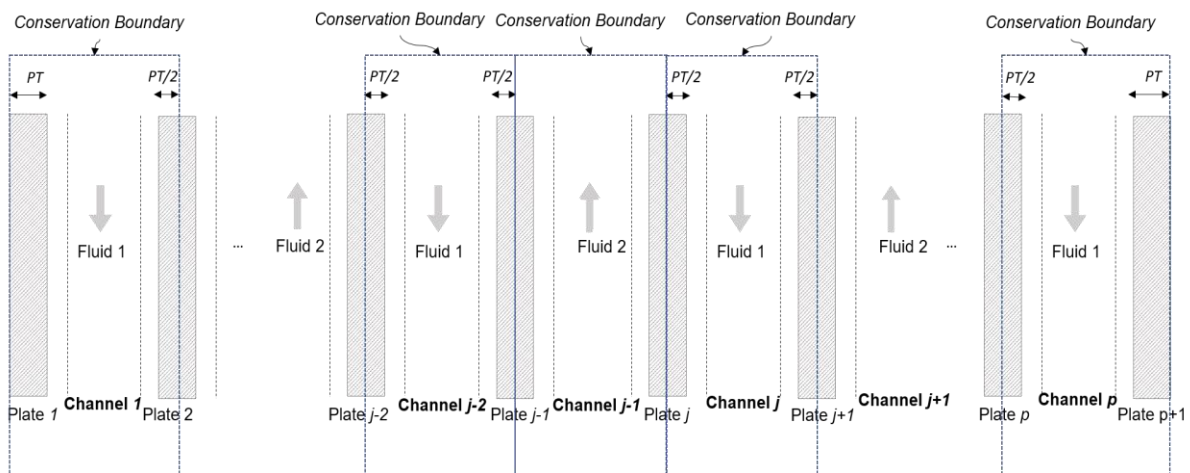 Conservation Boundary
Conservation Boundary
Conservation Boundary
Conservation Boundary
Conservation Boundary
PT
PT/2
PT/2
PT/2
PT/2
PT/2
PT/2
PT
Fluid 1
...
Fluid 2
Fluid 1
Fluid 2
Fluid 1
Fluid 2
...
Fluid 1
Plate 1
Channel 1
Plate 2
Plate j-2
Channel j-2
Plate j-1
Channel j-1
Plate j
Channel j
Plate j+1
Channel j+1
Plate p
Channel p
Plate p+1